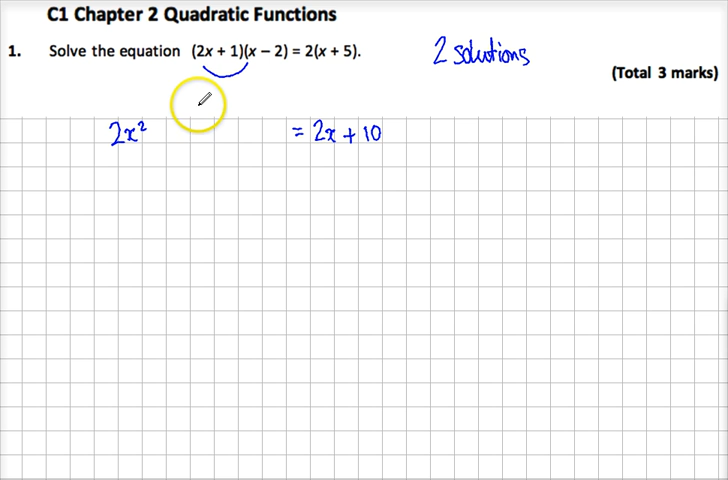 C1 Chapter 2 Quadratic Functions
1. Solve the equation (2x + 1)(x – 2) = 2(x + 5). 2 solutions
(Total 3 marks)
2x² = 2x + 10